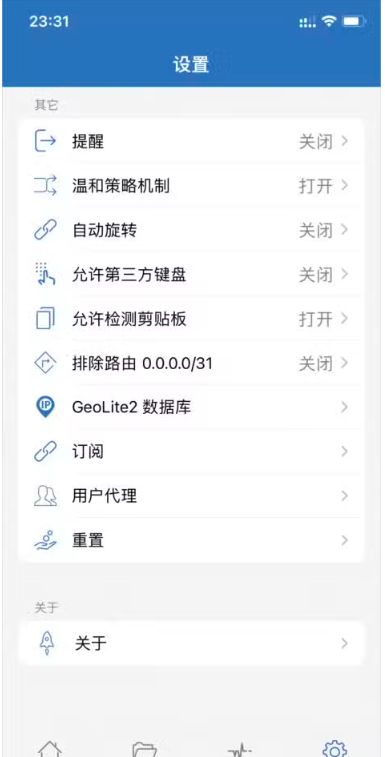 23:31
设置
其它
提醒 关闭
温和策略机制 打开
自动旋转 关闭
允许第三方键盘 关闭
允许检测剪贴板 打开
排除路由 0.0.0.0/31 关闭
IP GeoLite2 数据库
订阅
用户代理
重置
关于
关于